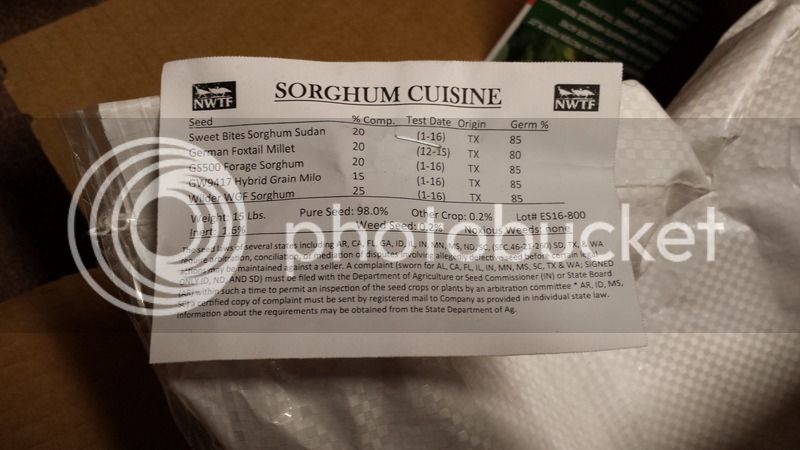 NWTF SORGHUM CUISINE NWTF
Seed % Comp. Test Date Origin Germ %
Sweet Bites Sorghum Sudan 20 (1-16) TX 85
German Foxtail Millet 20 (12-15) TX 80
GS500 Forage Sorghum 20 (1-16) TX 85
GW9417 Hybrid Grain Milo 15 (1-16) TX 85
Wilder WGF Sorghum 25 (1-16) TX 85
Weight: 15 Lbs. Pure Seed: 98.0% Other Crop: 0.2% Lot# ES16-800
Inert: 1.6% Weed Seed: 0.2% Noxious Weeds: none
The seed laws of several states including AR, CA, FL, GA, ID, IL, IN, MN, MS, ND, SC, (SEC.46-21-260) SD, TX, & WA
require arbitration, conciliation, or mediation of disputes involving allegedly defective seed before certain legal
actions may be maintained against a seller. A complaint (sworn for AL, CA, FL, IL, IN, MN, MS, SC, TX & WA; SIGNED
ONLY ID, ND AND SD) must be filed with the Department of Agriculture or Seed Commissioner (IN) or State Board
(AR) within such a time to permit an inspection of the seed crops or plants by an arbitration committee * AR, ID, MS,
a certified copy of complaint must be sent by registered mail to Company as provided in individual state law.
Information about the requirements may be obtained from the State Department of Ag.
photobucket